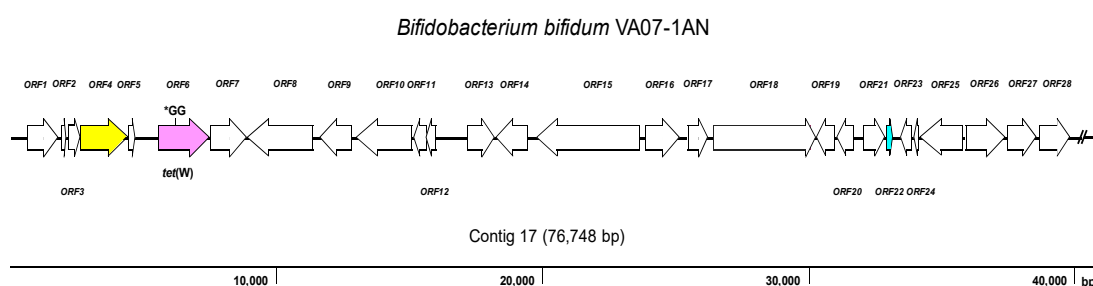 Bifidobacterium bifidum VA07-1AN
ORF1 ORF2 ORF4 ORF5 ORF6 ORF7 ORF8 ORF9 ORF10 ORF11 ORF13 ORF14 ORF15 ORF16 ORF17 ORF18 ORF19 ORF21 ORF23 ORF25 ORF26 ORF27 ORF28
*GG
tet(W)
ORF3 ORF12 ORF20 ORF22 ORF24
Contig 17 (76,748 bp)
10,000 20,000 30,000 40,000 bp